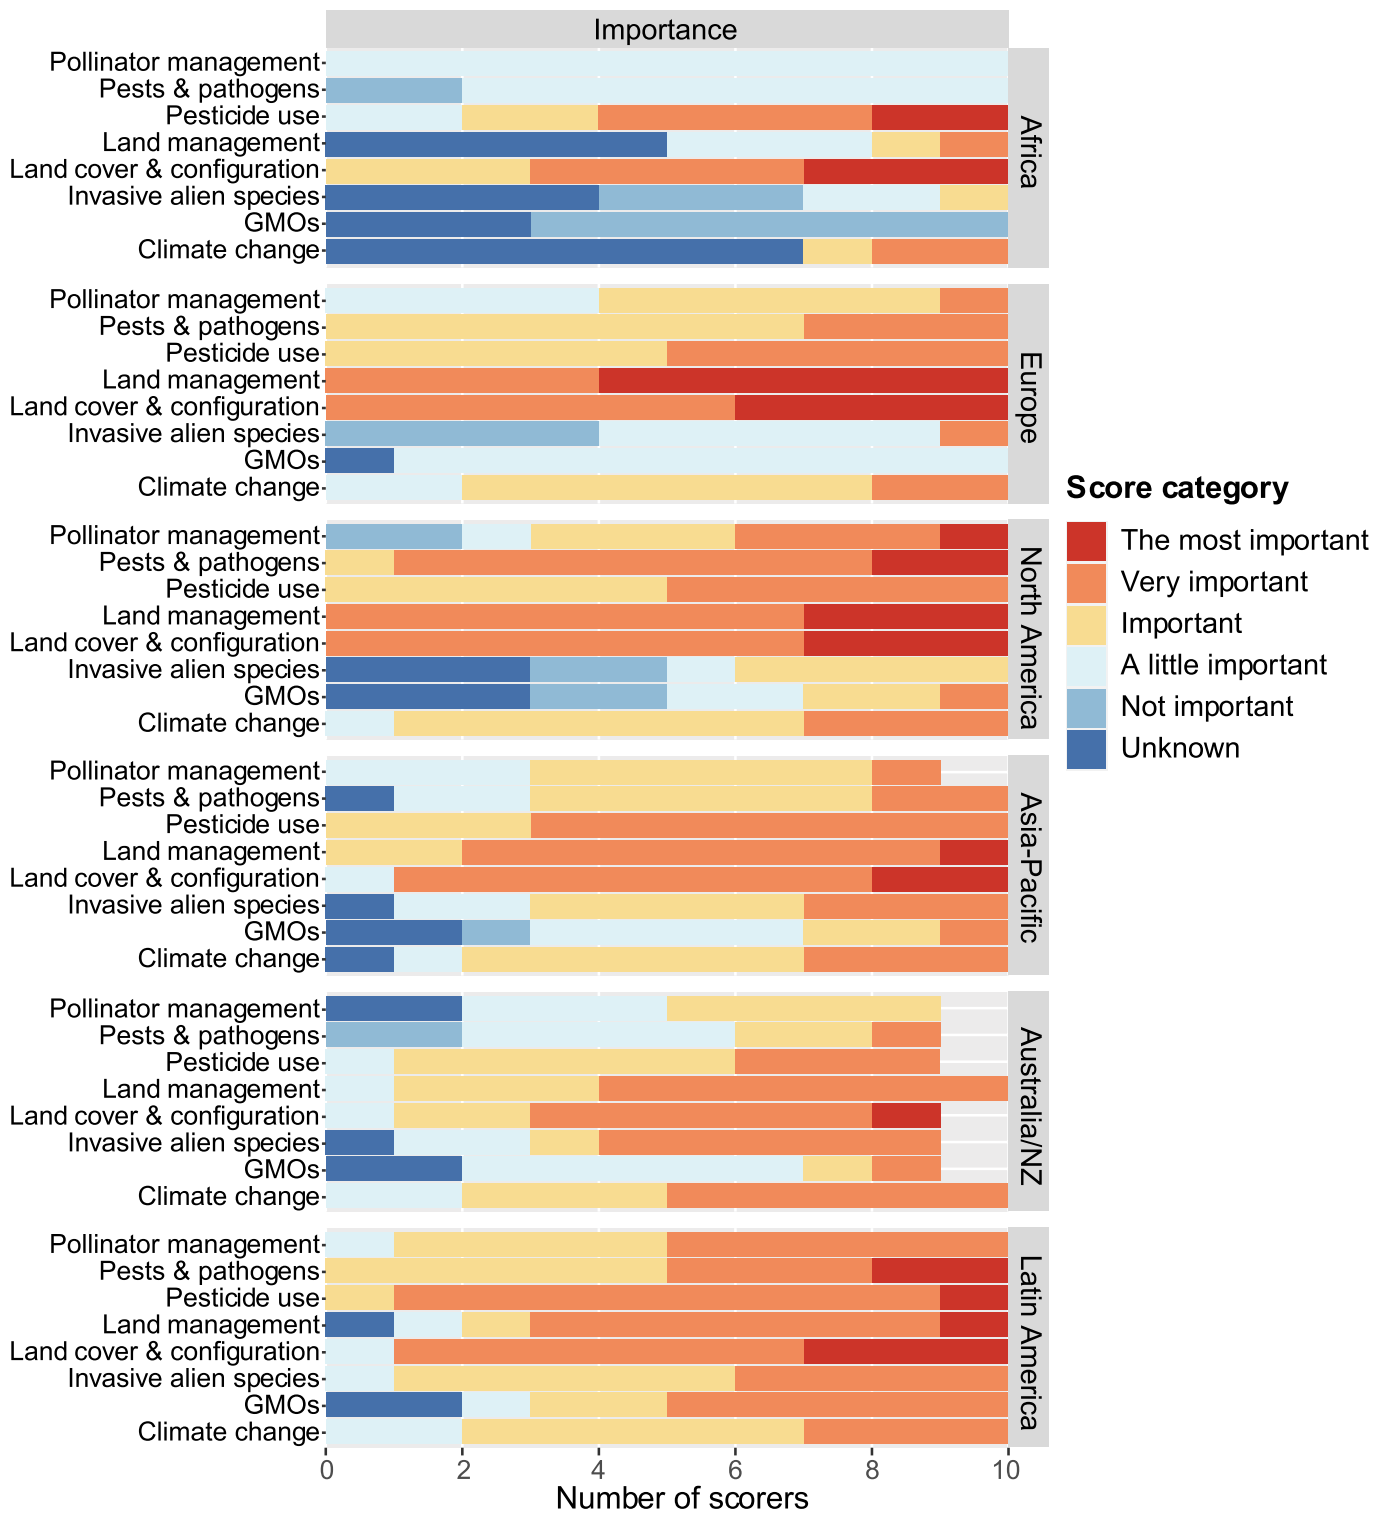 Importance
Pollinator management
Pests & pathogens
Pesticide use
Land management
Land cover & configuration
Invasive alien species
GMOs
Climate change
Africa
Pollinator management
Pests & pathogens
Pesticide use
Land management
Land cover & configuration
Invasive alien species
GMOs
Climate change
Europe
Pollinator management
Pests & pathogens
Pesticide use
Land management
Land cover & configuration
Invasive alien species
GMOs
Climate change
North America
Pollinator management
Pests & pathogens
Pesticide use
Land management
Land cover & configuration
Invasive alien species
GMOs
Climate change
Asia-Pacific
Pollinator management
Pests & pathogens
Pesticide use
Land management
Land cover & configuration
Invasive alien species
GMOs
Climate change
Australia/NZ
Pollinator management
Pests & pathogens
Pesticide use
Land management
Land cover & configuration
Invasive alien species
GMOs
Climate change
Latin America
0 2 4 6 8 10
Number of scorers
Score category
The most important
Very important
Important
A little important
Not important
Unknown